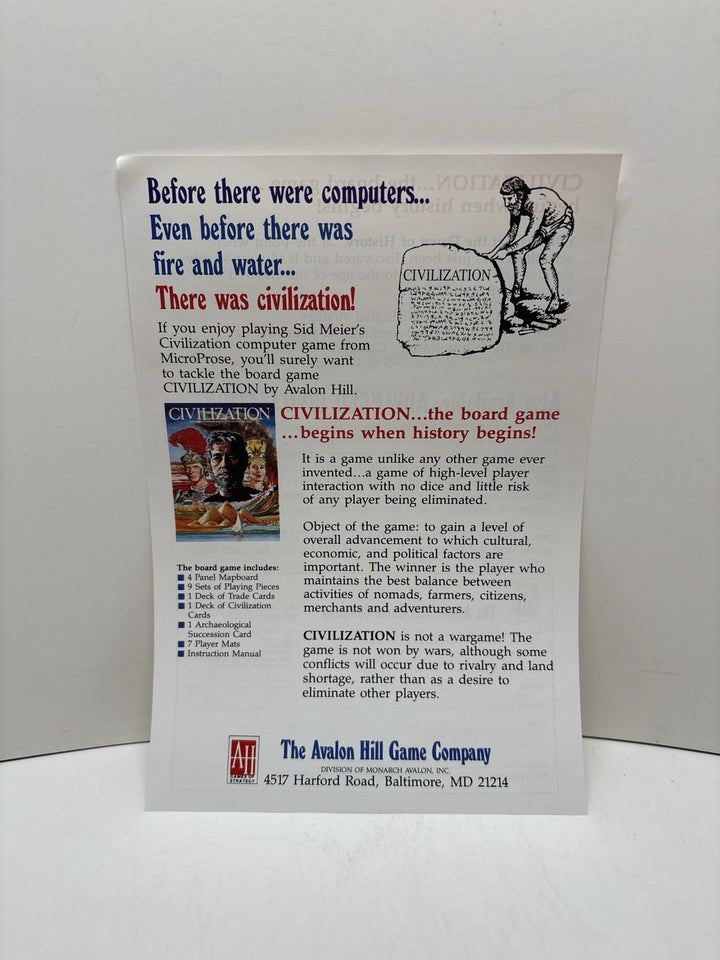 Before there were computers...
Even before there was
fire and water...
There was civilization!
If you enjoy playing Sid Meier's
Civilization computer game from
MicroProse, you'll surely want
to tackle the board game
CIVILIZATION by Avalon Hill.
CIVILIZATION
CIVILIZATION
CIVILIZATION...the board game
...begins when history begins!
It is a game unlike any other game ever
invented...a game of high-level player
interaction with no dice and little risk
of any player being eliminated.
Object of the game: to gain a level of
overall advancement to which cultural,
economic, and political factors are
important. The winner is the player who
maintains the best balance between
activities of nomads, farmers, citizens,
merchants and adventurers.
CIVILIZATION is not a wargame! The
game is not won by wars, although some
conflicts will occur due to rivalry and land
shortage, rather than as a desire to
eliminate other players.
The board game includes:
■ 4 Panel Mapboard
■ 9 Sets of Playing Pieces
■ 1 Deck of Trade Cards
■ 1 Deck of Civilization
Cards
■ 1 Archaeological
Succession Card
■ 7 Player Mats
■ Instruction Manual
AH
GAMES OF
STRATEGY
The Avalon Hill Game Company
DIVISION OF MONARCH AVALON, INC.
4517 Harford Road, Baltimore, MD 21214